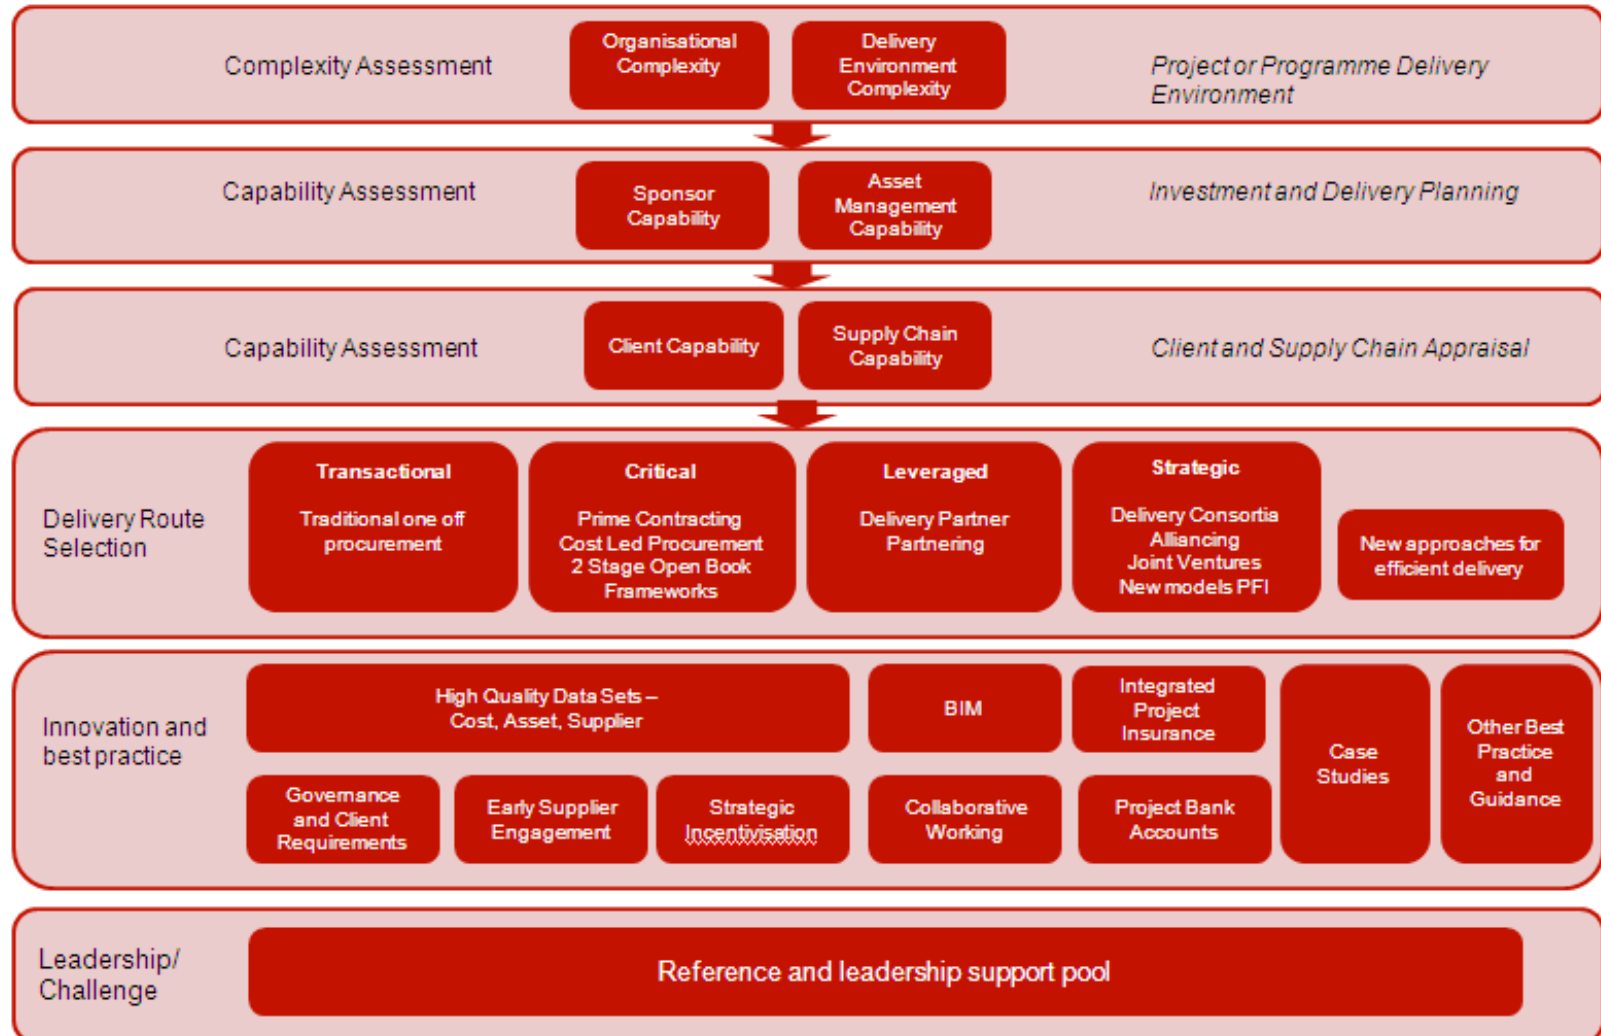 Complexity Assessment
Organisational
Complexity
Delivery
Environment
Complexity
Project or Programme Delivery
Environment
Capability Assessment
Sponsor
Capability
Asset
Management
Capability
Investment and Delivery Planning
Capability Assessment
Client Capability
Supply Chain
Capability
Client and Supply Chain Appraisal
Delivery Route
Selection
Transactional
Traditional one off
procurement
Critical
Prime Contracting
Cost Led Procurement
2 Stage Open Book
Frameworks
Leveraged
Delivery Partner
Partnering
Strategic
Delivery Consortia
Alliancing
Joint Ventures
New models PFI
New approaches for
efficient delivery
Innovation and
best practice
High Quality Data Sets –
Cost, Asset, Supplier
BIM
Integrated
Project
Insurance
Case
Studies
Other Best
Practice
and
Guidance
Governance
and Client
Requirements
Early Supplier
Engagement
Strategic
Incentivisation
Collaborative
Working
Project Bank
Accounts
Leadership/
Challenge
Reference and leadership support pool